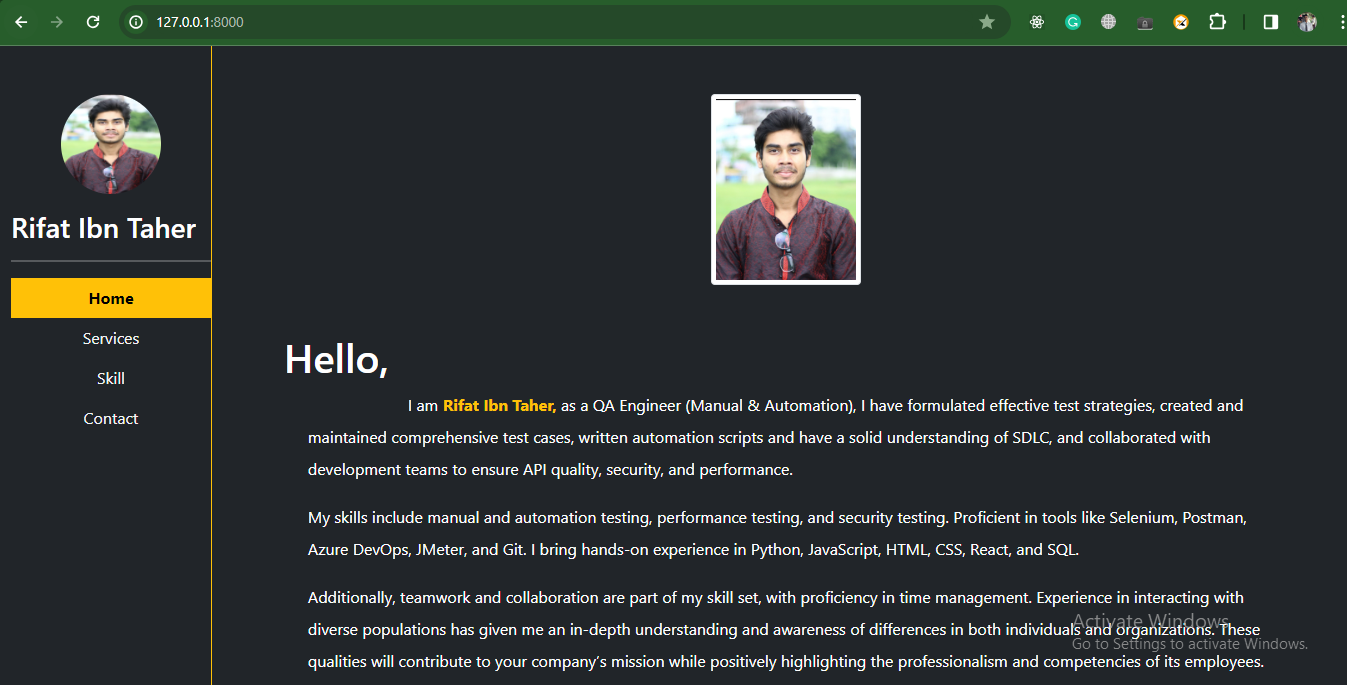 127.0.0.1:8000
Rifat Ibn Taher
Home
Services
Skill
Contact
Hello,
I am Rifat Ibn Taher, as a QA Engineer (Manual & Automation), I have formulated effective test strategies, created and
maintained comprehensive test cases, written automation scripts and have a solid understanding of SDLC, and collaborated with
development teams to ensure API quality, security, and performance.
My skills include manual and automation testing, performance testing, and security testing. Proficient in tools like Selenium, Postman,
Azure DevOps, JMeter, and Git. I bring hands-on experience in Python, JavaScript, HTML, CSS, React, and SQL.
Additionally, teamwork and collaboration are part of my skill set, with proficiency in time management. Experience in interacting with
diverse populations has given me an in-depth understanding and awareness of differences in both individuals and organizations. These
qualities will contribute to your company's mission while positively highlighting the professionalism and competencies of its employees.
Activate Windows
Go to Settings to activate Windows.